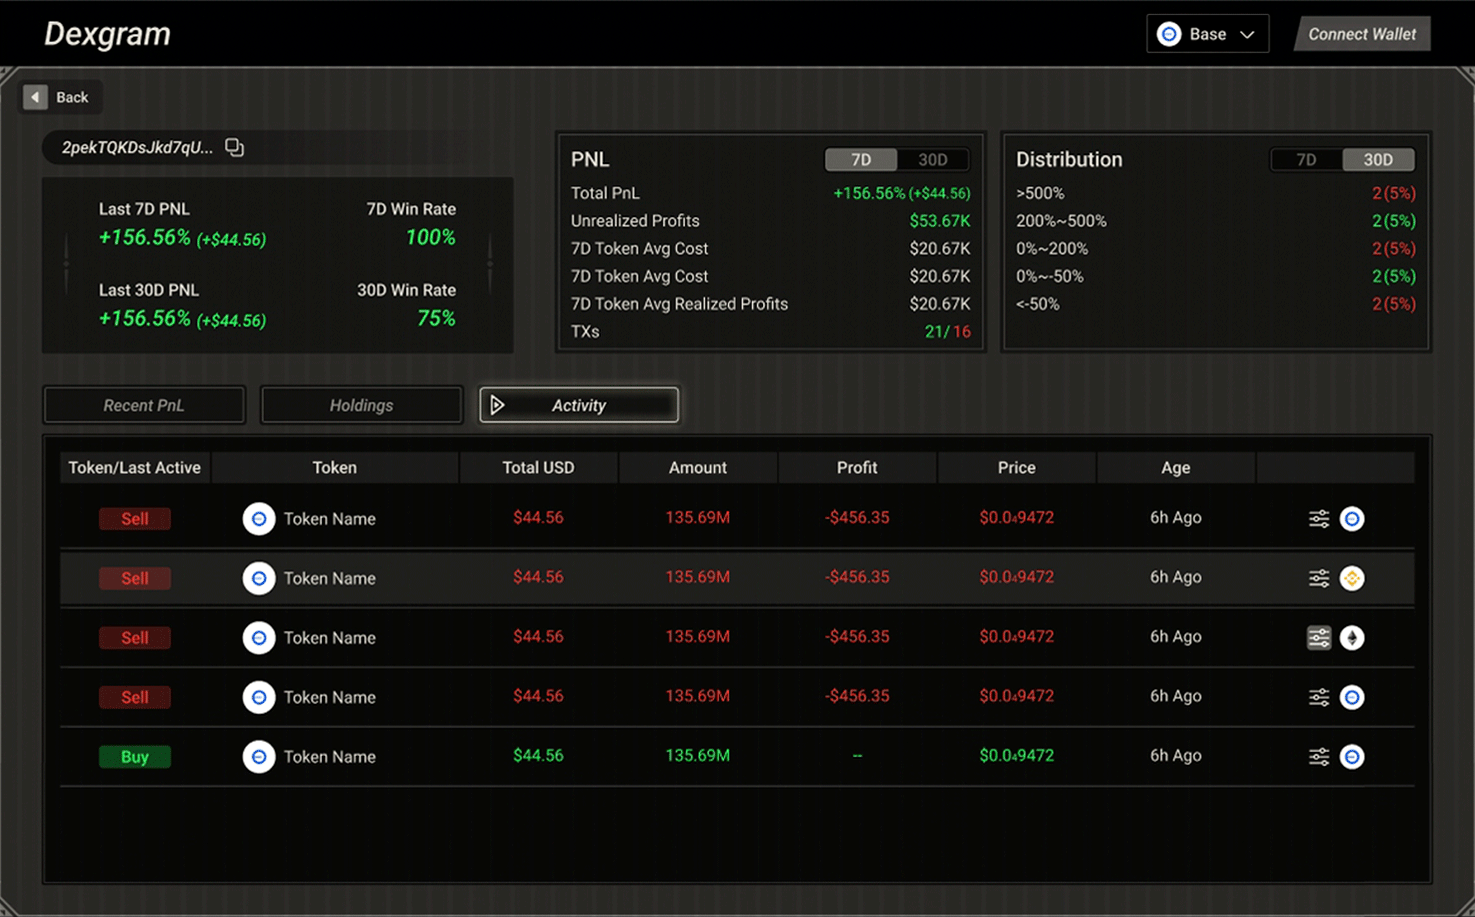 Dexgram
Base
Connect Wallet
Back
2pekTQKDsJkd7qU...
Last 7D PNL
7D Win Rate
+156.56% (+$44.56)
100%
Last 30D PNL
30D Win Rate
+156.56% (+$44.56)
75%
PNL
7D 30D
Total PnL +156.56% (+$44.56)
Unrealized Profits $53.67K
7D Token Avg Cost $20.67K
7D Token Avg Cost $20.67K
7D Token Avg Realized Profits $20.67K
TXs 21/ 16
Distribution
7D 30D
>500% 2(5%)
200%~500% 2(5%)
0%~200% 2(5%)
0%~-50% 2(5%)
<-50% 2(5%)
Recent PnL
Holdings
Activity
Token/Last Active Token Total USD Amount Profit Price Age
Sell Token Name $44.56 135.69M -$456.35 $0.0₄9472 6h Ago
Sell Token Name $44.56 135.69M -$456.35 $0.0₄9472 6h Ago
Sell Token Name $44.56 135.69M -$456.35 $0.0₄9472 6h Ago
Sell Token Name $44.56 135.69M -$456.35 $0.0₄9472 6h Ago
Buy Token Name $44.56 135.69M -- $0.0₄9472 6h Ago